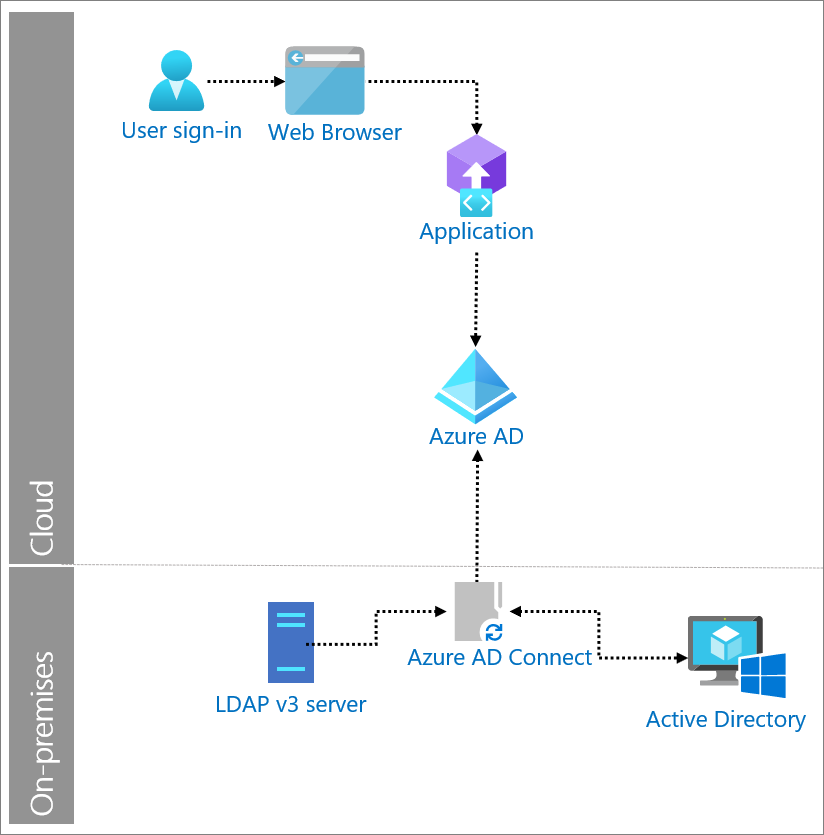 User sign-in
Web Browser
Application
Azure AD
Cloud
Azure AD Connect
LDAP v3 server
Active Directory
On-premises